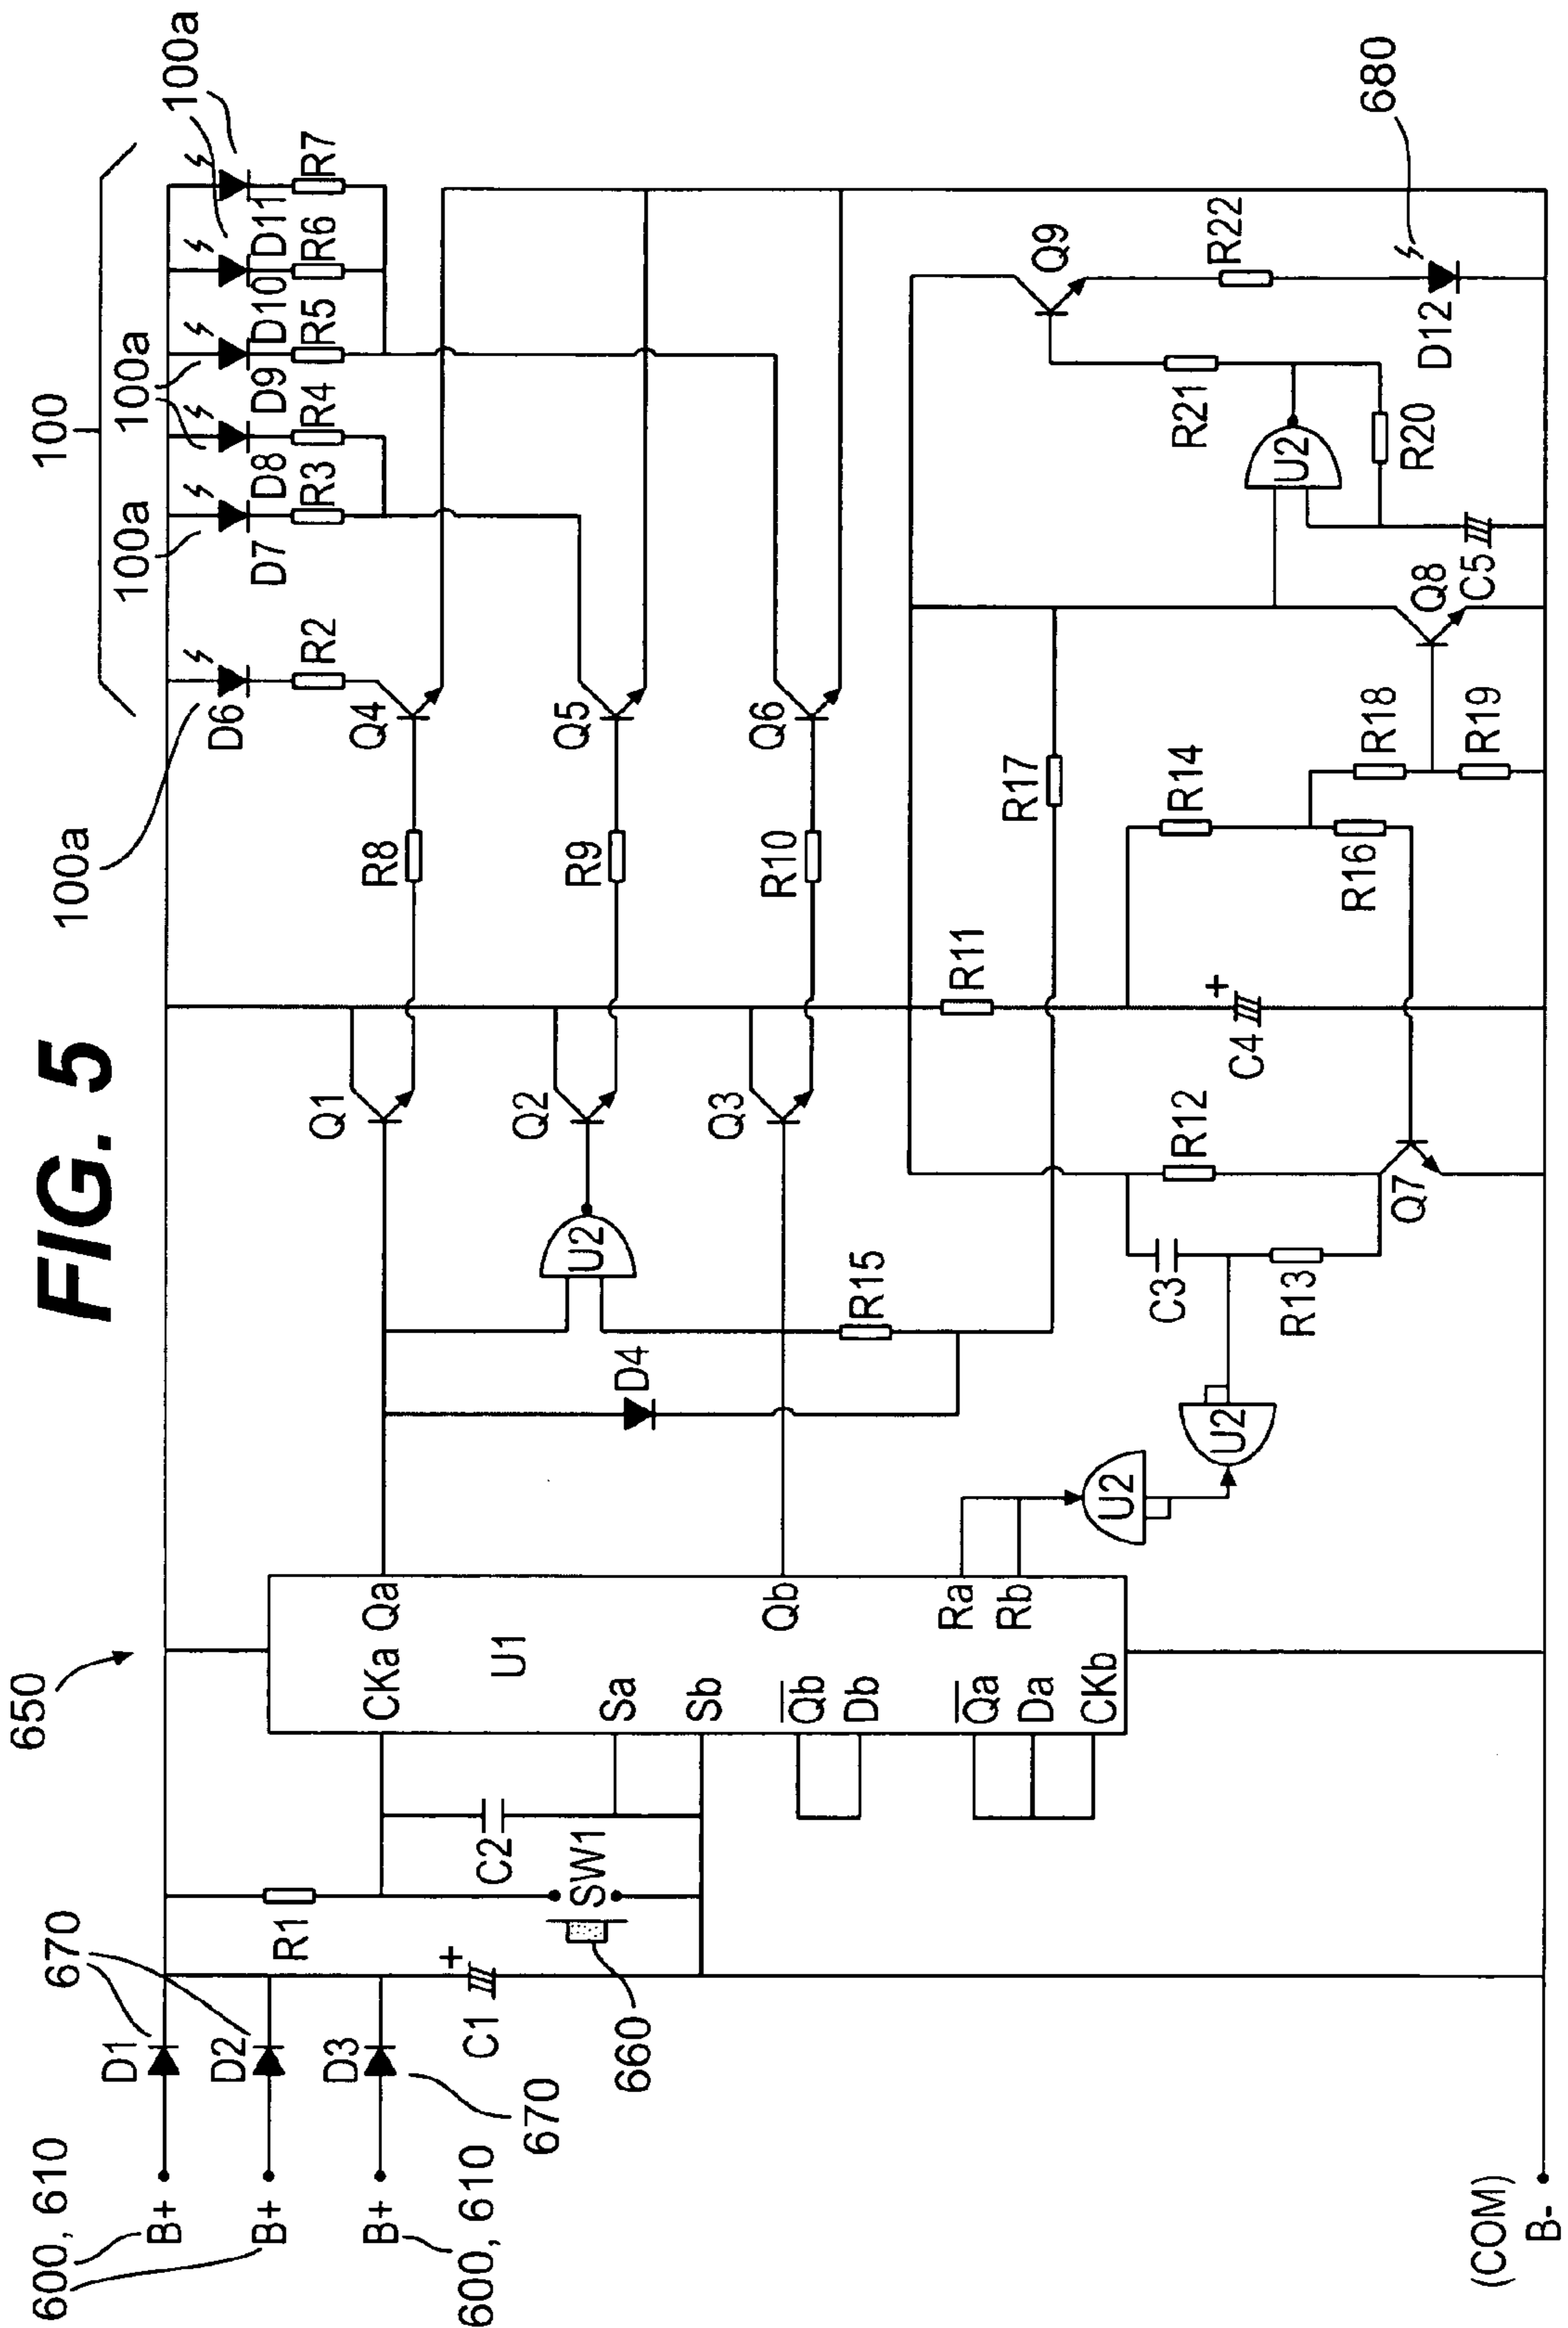 FIG. 5
650
100
100a
100a
100a
100a
670
600, 610
B+
B+
B+
600, 610
D1
D2
D3
670
R1
C1
660
SW1
C2
CKa
Qa
U1
Sa
Sb
Qb
Db
Qb
Qa
Da
CKb
Ra
Rb
D4
U2
R15
U2
U2
Q1
Q2
Q3
R8
R9
R10
Q4
Q5
Q6
D6
R2
D7
R3
D8
R4
D9
R5
D10
R6
D11
R7
R11
R17
C4
+
+
R12
C3
R13
Q7
R14
R16
R18
R19
Q8
C5
U2
R20
R21
Q9
R22
D12
680
(COM)
B-